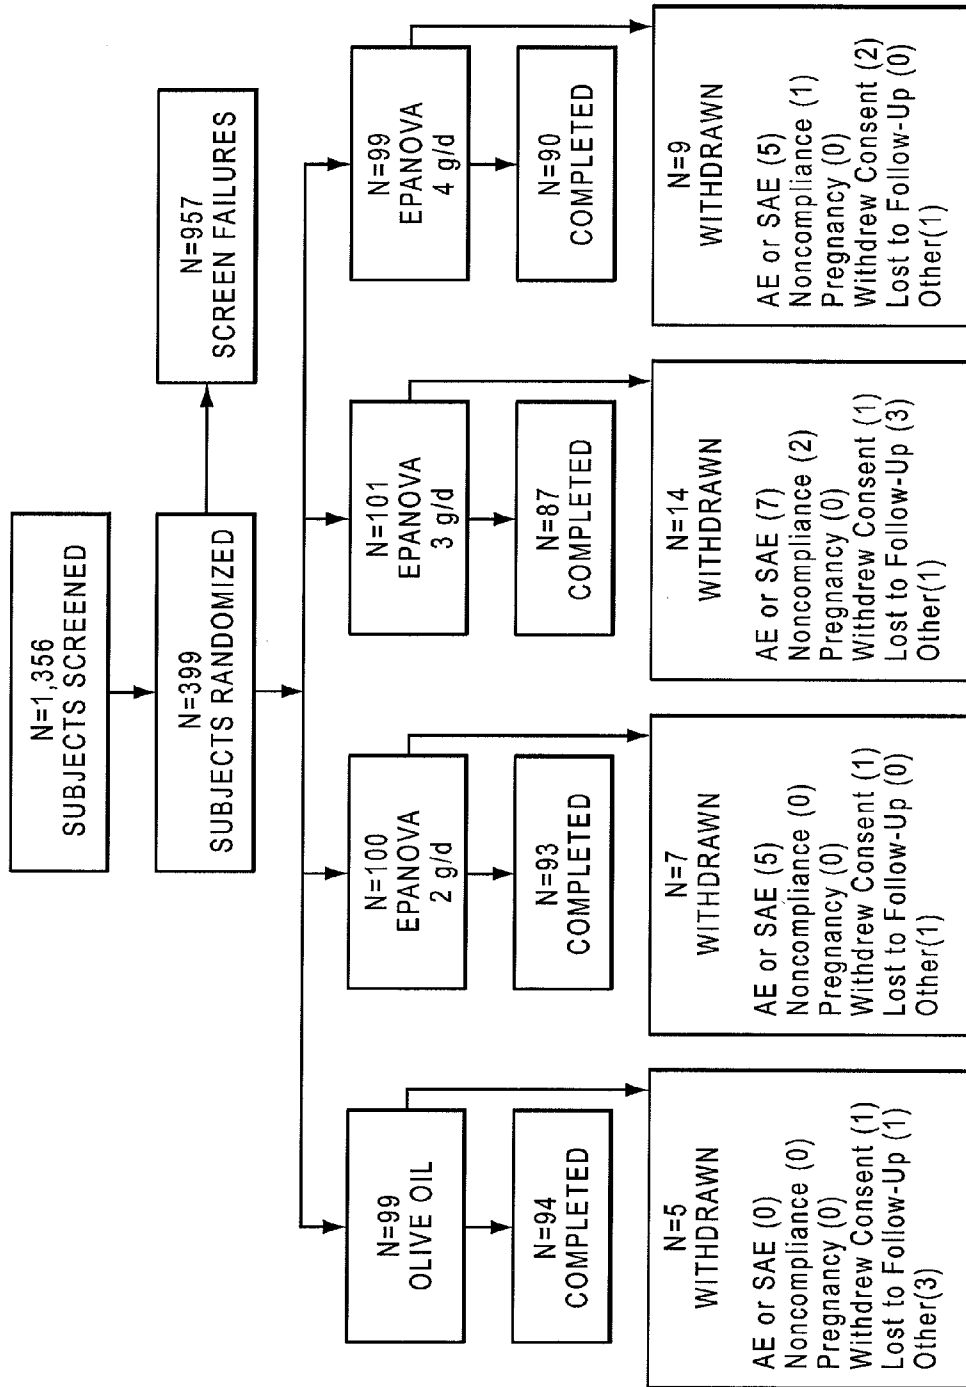 N=1,356
SUBJECTS SCREENED
N=399
SUBJECTS RANDOMIZED
N=957
SCREEN FAILURES
N=99
OLIVE OIL
N=100
EPANOVA
2 g/d
N=101
EPANOVA
3 g/d
N=99
EPANOVA
4 g/d
N=94
COMPLETED
N=93
COMPLETED
N=87
COMPLETED
N=90
COMPLETED
N=5
WITHDRAWN
AE or SAE (0)
Noncompliance (0)
Pregnancy (0)
Withdrew Consent (1)
Lost to Follow-Up (1)
Other(3)
N=7
WITHDRAWN
AE or SAE (5)
Noncompliance (0)
Pregnancy (0)
Withdrew Consent (1)
Lost to Follow-Up (0)
Other(1)
N=14
WITHDRAWN
AE or SAE (7)
Noncompliance (2)
Pregnancy (0)
Withdrew Consent (1)
Lost to Follow-Up (3)
Other(1)
N=9
WITHDRAWN
AE or SAE (5)
Noncompliance (1)
Pregnancy (0)
Withdrew Consent (2)
Lost to Follow-Up (0)
Other(1)